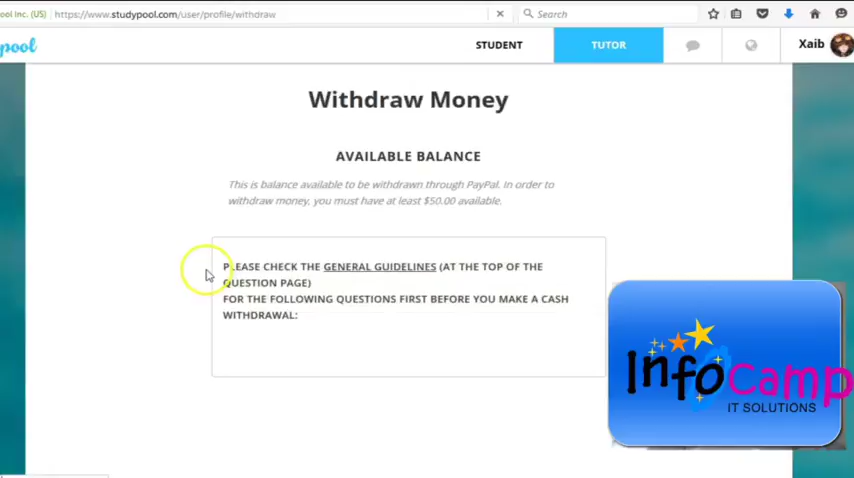 ool Inc. (US)
https://www.studypool.com/user/profile/withdraw
Search
pool
STUDENT
TUTOR
Xaib
Withdraw Money
AVAILABLE BALANCE
This is balance available to be withdrawn through PayPal. In order to
withdraw money, you must have at least $50.00 available.
PLEASE CHECK THE GENERAL GUIDELINES (AT THE TOP OF THE
QUESTION PAGE)
FOR THE FOLLOWING QUESTIONS FIRST BEFORE YOU MAKE A CASH
WITHDRAWAL:
InfoCamp
IT SOLUTIONS